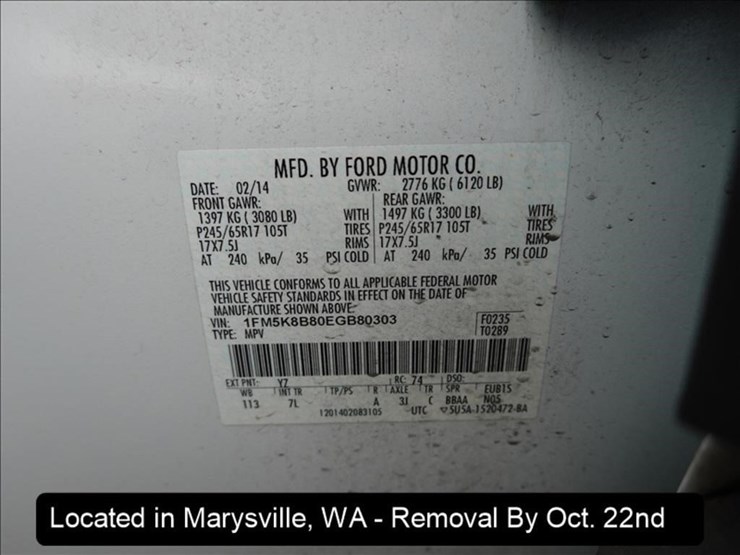 MFD. BY FORD MOTOR CO.
DATE: 02/14 GVWR: 2776 KG ( 6120 LB)
FRONT GAWR: REAR GAWR:
1397 KG ( 3080 LB) WITH 1497 KG ( 3300 LB) WITH
P245/65R17 105T TIRES P245/65R17 105T TIRES
17X7.5J RIMS 17X7.5J RIMS
AT 240 kPa/ 35 PSI COLD AT 240 kPa/ 35 PSI COLD
THIS VEHICLE CONFORMS TO ALL APPLICABLE FEDERAL MOTOR
VEHICLE SAFETY STANDARDS IN EFFECT ON THE DATE OF
MANUFACTURE SHOWN ABOVE
VIN: 1FM5K8B80EGB80303 F0235
TYPE: MPV T0289
EXT PNT: YZ RC: 74 DSO:
WB INT TR TP/PS R AXLE TR SPR EUB15
113 7L A 3J C BBAA N05
1201402083105 UTC 5U5A-1520472-BA
Located in Marysville, WA - Removal By Oct. 22nd